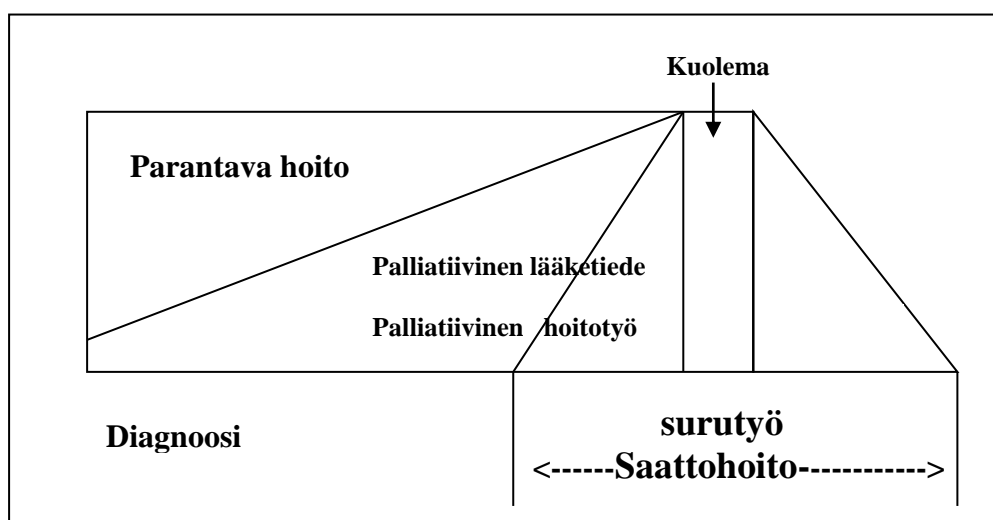 Kuolema
Parantava hoito
Palliatiivinen lääketiede
Palliatiivinen hoitotyö
Diagnoosi
surutyö
<------Saattohoito----------->